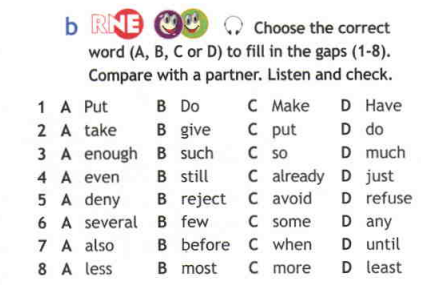 b RNE Choose the correct
word (A, B, C or D) to fill in the gaps (1-8).
Compare with a partner. Listen and check.
1 A Put B Do C Make D Have
2 A take B give C put D do
3 A enough B such C so D much
4 A even B still C already D just
5 A deny B reject C avoid D refuse
6 A several B few C some D any
7 A also B before C when D until
8 A less B most C more D least